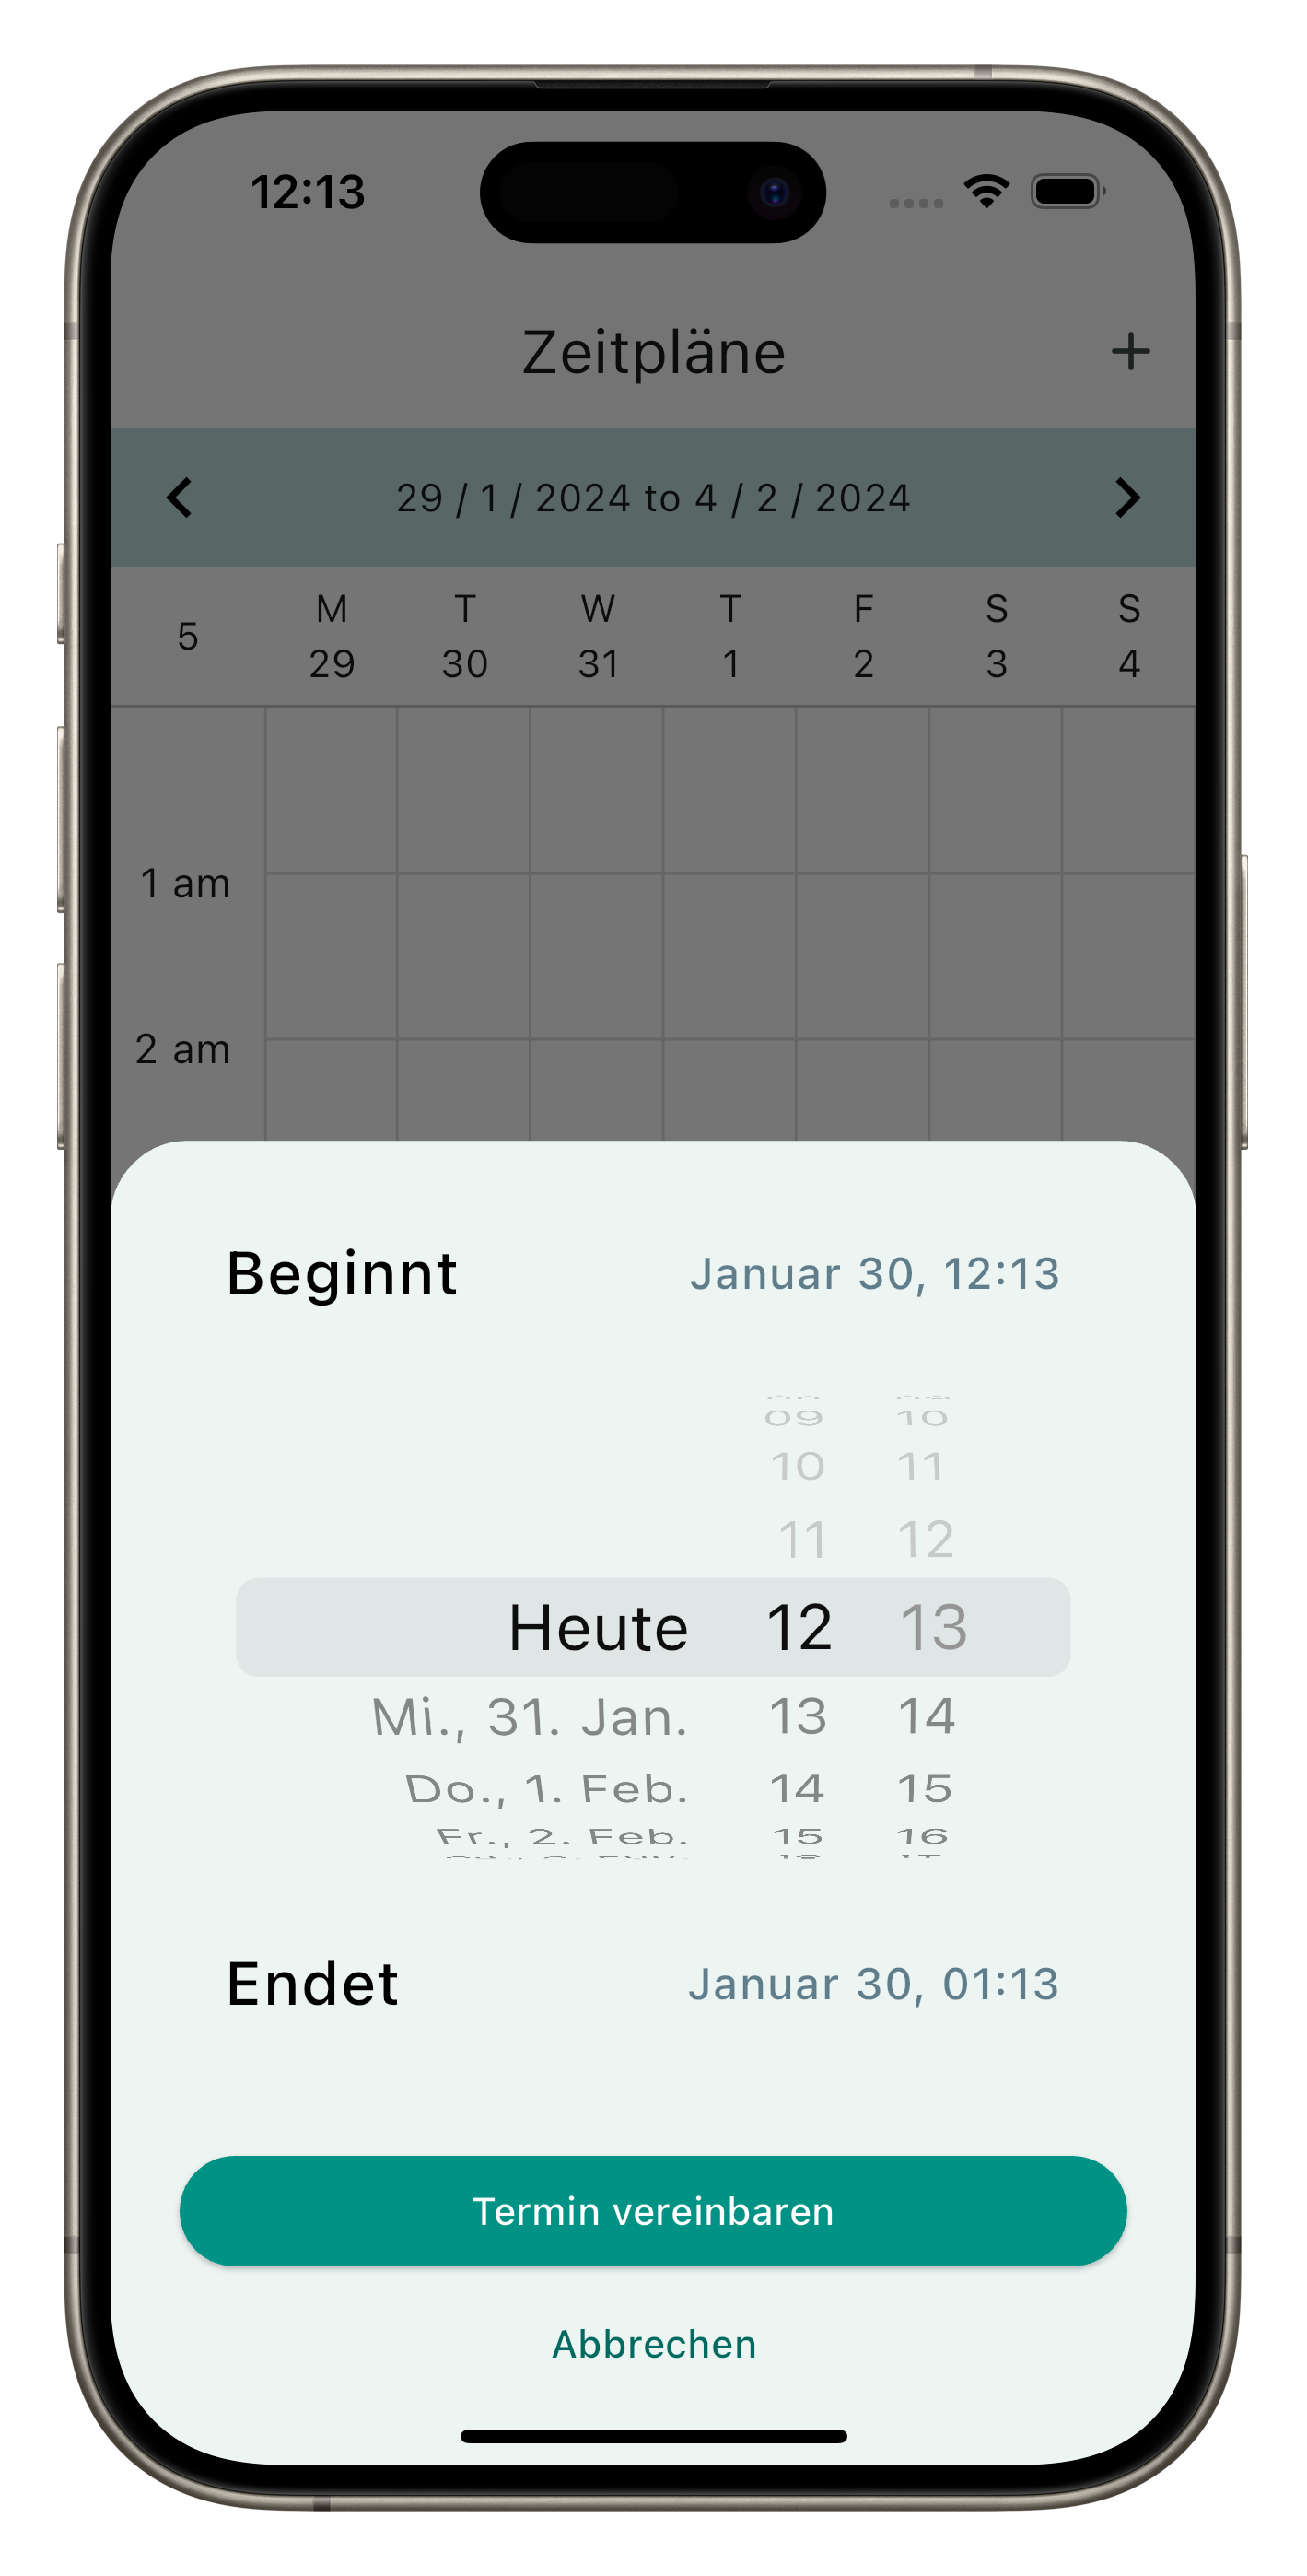 12:13
Zeitpläne +
29 / 1 / 2024 to 4 / 2 / 2024
M T W T F S S
5
29 30 31 1 2 3 4
1 am
2 am
Beginnt Januar 30, 12:13
09 10
10 11
11 12
Heute 12 13
Mi., 31. Jan. 13 14
Do., 1. Feb. 14 15
Fr., 2. Feb. 15 16
Endet Januar 30, 01:13
Termin vereinbaren
Abbrechen